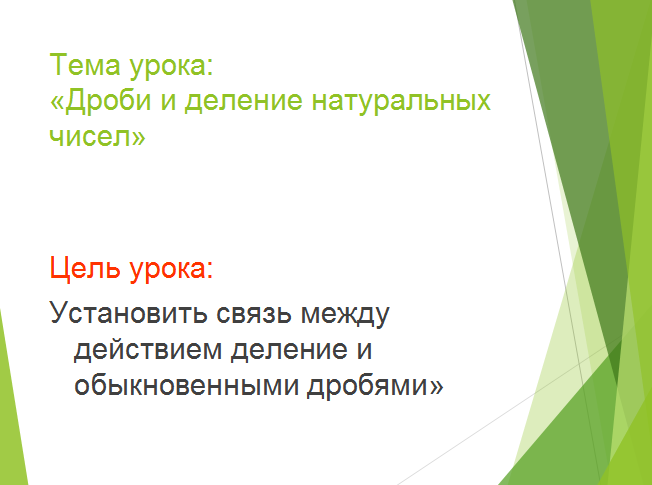 Тема урока:
«Дроби и деление натуральных
чисел»
Цель урока:
Установить связь между
действием деление и
обыкновенными дробями»